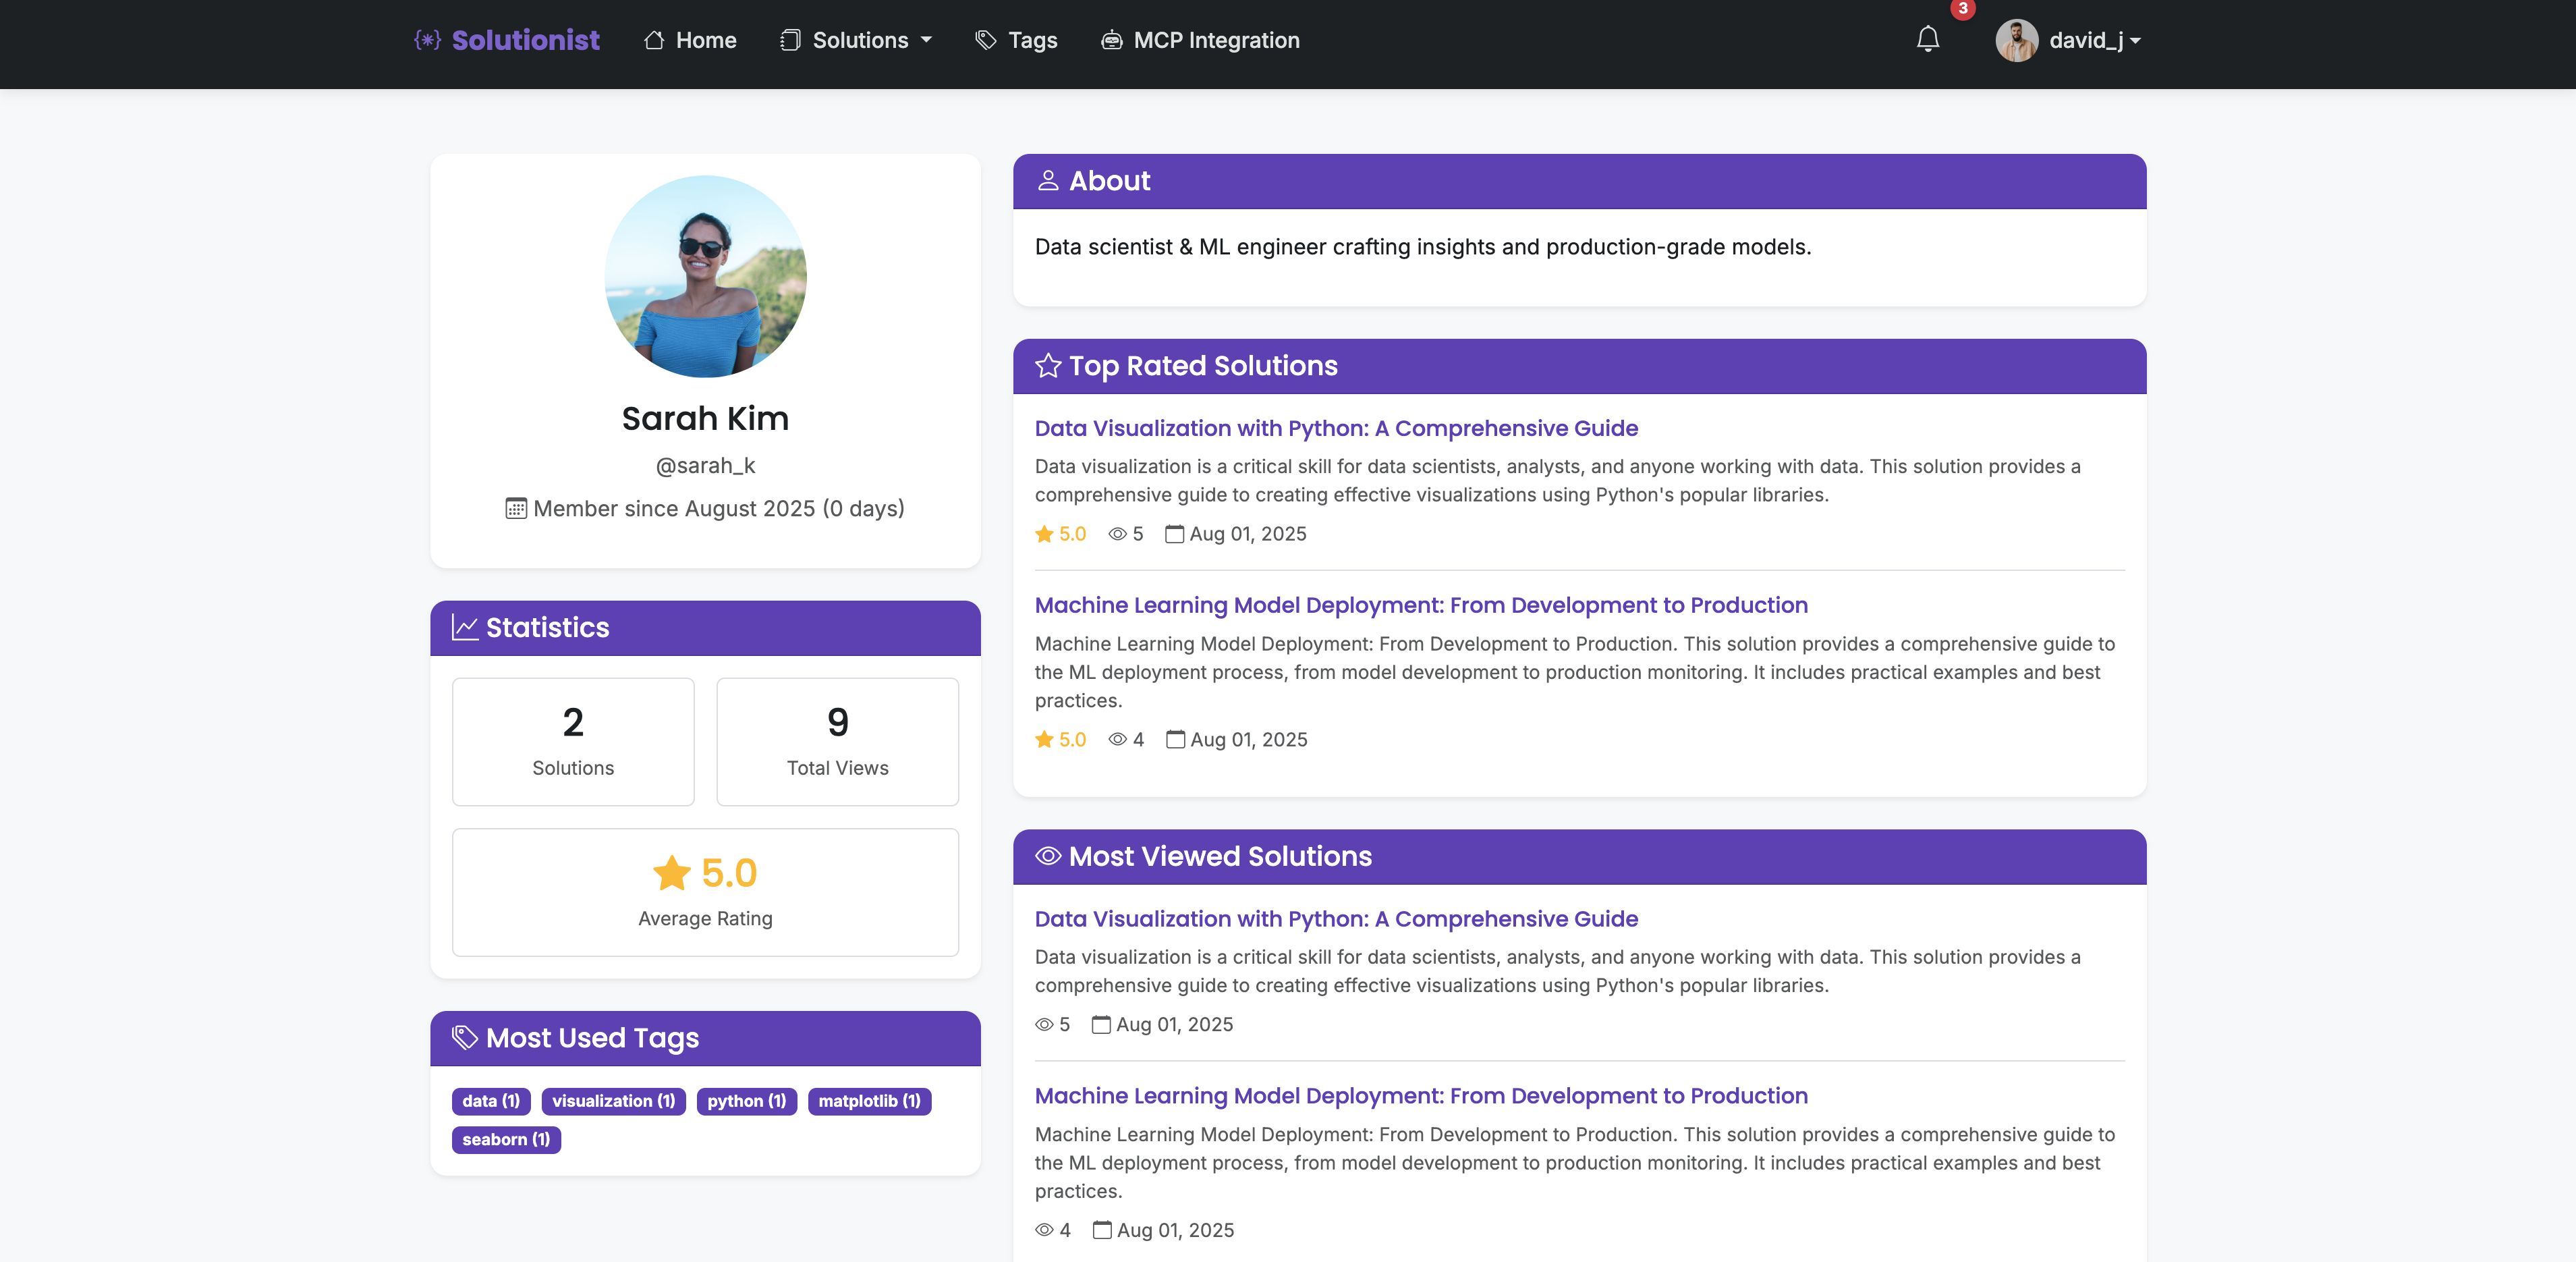 Solutionist
Home
Solutions
Tags
MCP Integration
3
david_j
Sarah Kim
@sarah_k
Member since August 2025 (0 days)
Statistics
2
Solutions
9
Total Views
5.0
Average Rating
Most Used Tags
data (1) visualization (1) python (1) matplotlib (1)
seaborn (1)
About
Data scientist & ML engineer crafting insights and production-grade models.
Top Rated Solutions
Data Visualization with Python: A Comprehensive Guide
Data visualization is a critical skill for data scientists, analysts, and anyone working with data. This solution provides a
comprehensive guide to creating effective visualizations using Python's popular libraries.
5.0 5 Aug 01, 2025
Machine Learning Model Deployment: From Development to Production
Machine Learning Model Deployment: From Development to Production. This solution provides a comprehensive guide to
the ML deployment process, from model development to production monitoring. It includes practical examples and best
practices.
5.0 4 Aug 01, 2025
Most Viewed Solutions
Data Visualization with Python: A Comprehensive Guide
Data visualization is a critical skill for data scientists, analysts, and anyone working with data. This solution provides a
comprehensive guide to creating effective visualizations using Python's popular libraries.
5 Aug 01, 2025
Machine Learning Model Deployment: From Development to Production
Machine Learning Model Deployment: From Development to Production. This solution provides a comprehensive guide to
the ML deployment process, from model development to production monitoring. It includes practical examples and best
practices.
4 Aug 01, 2025